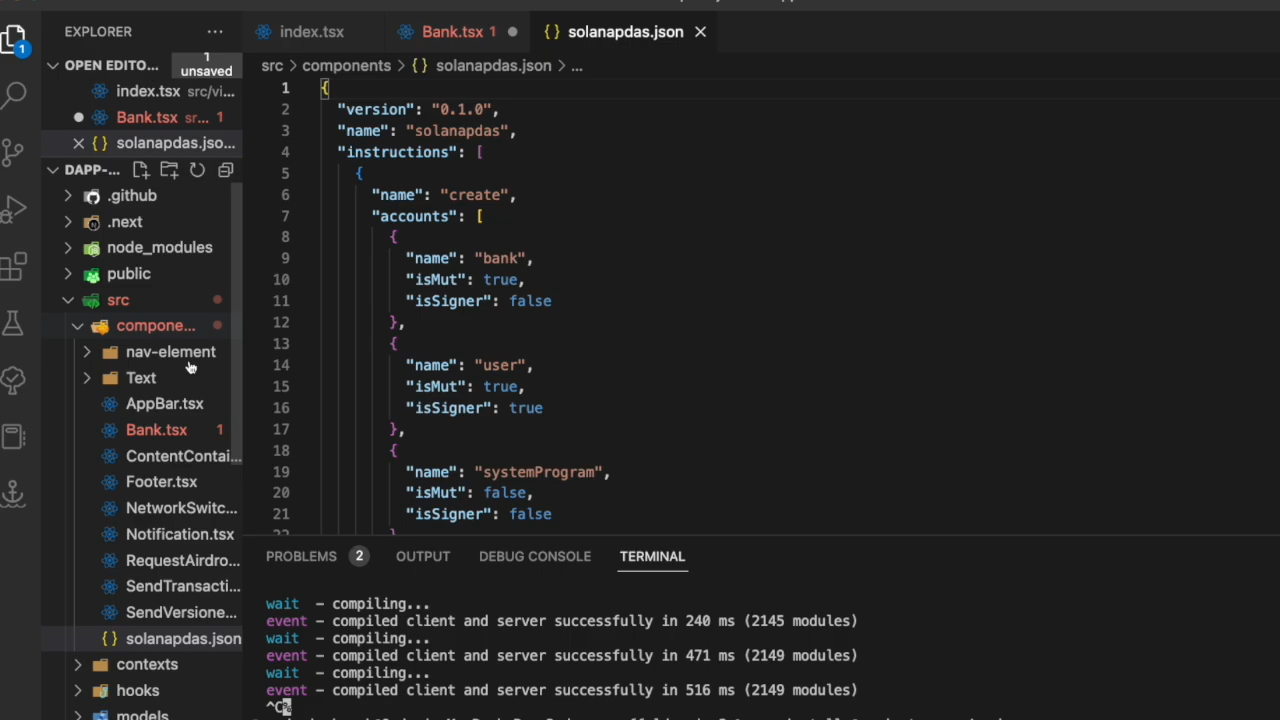 EXPLORER
···
index.tsx
Bank.tsx 1
{} solanapdas.json
OPEN EDITO...
1 unsaved
src > components > {} solanapdas.json > ...
index.tsx src/vi...
Bank.tsx sr... 1
{} solanapdas.jso...
DAPP-...
.github
.next
node_modules
public
src
compone...
nav-element
Text
AppBar.tsx
Bank.tsx 1
ContentContai...
Footer.tsx
NetworkSwitc...
Notification.tsx
RequestAirdro...
SendTransacti...
SendVersione...
{} solanapdas.json
contexts
hooks
models
1
1 {
2 "version": "0.1.0",
3 "name": "solanapdas",
4 "instructions": [
5 {
6 "name": "create",
7 "accounts": [
8 {
9 "name": "bank",
10 "isMut": true,
11 "isSigner": false
12 },
13 {
14 "name": "user",
15 "isMut": true,
16 "isSigner": true
17 },
18 {
19 "name": "systemProgram",
20 "isMut": false,
21 "isSigner": false
22 }
PROBLEMS 2 OUTPUT DEBUG CONSOLE TERMINAL
wait - compiling...
event - compiled client and server successfully in 240 ms (2145 modules)
wait - compiling...
event - compiled client and server successfully in 471 ms (2149 modules)
wait - compiling...
event - compiled client and server successfully in 516 ms (2149 modules)
^C%